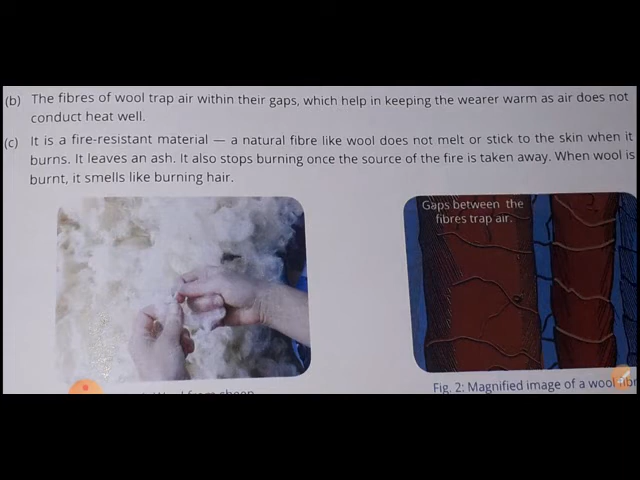 (b) The fibres of wool trap air within their gaps, which help in keeping the wearer warm as air does not
conduct heat well.
(c) It is a fire-resistant material — a natural fibre like wool does not melt or stick to the skin when it
burns. It leaves an ash. It also stops burning once the source of the fire is taken away. When wool is
burnt, it smells like burning hair.
Gaps between the
fibres trap air.
Wool from sheep
Fig. 2: Magnified image of a wool